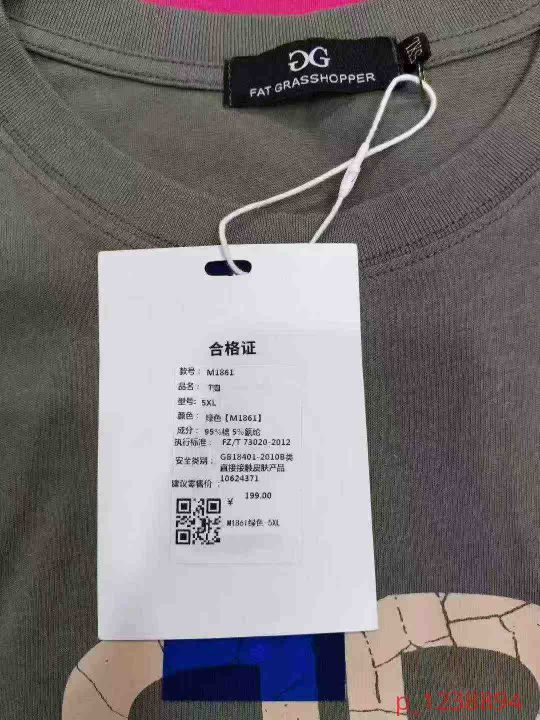 GG
FAT GRASSHOPPER
合格证
款号: M1861
品名: T恤
型号: 5XL
颜色: 绿色【M1861】
成分: 95%棉 5%氨纶
执行标准: FZ/T 73020-2012
安全类别: GB18401-2010B类
直接接触皮肤产品
10624371
建议零售价:
¥ 199.00
M1861绿色-5XL
p_1238894